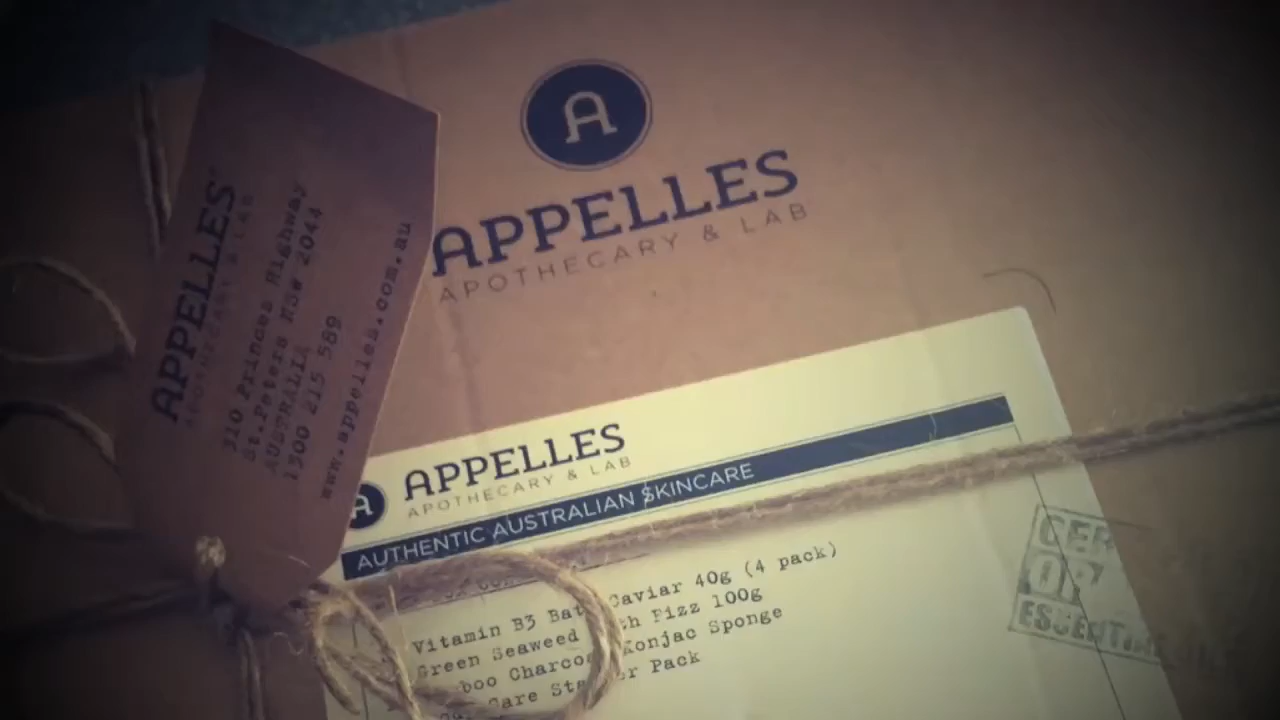 A
APPELLES
APOTHECARY & LAB
APPELLES
APOTHECARY & LAB
310 Princes Highway
St.Peters NSW 2044
AUSTRALIA
1300 215 589
www.appelles.com.au
A
APPELLES
APOTHECARY & LAB
AUTHENTIC AUSTRALIAN SKINCARE
Vitamin B3 Caviar 40g (4 pack)
Green Seaweed Fizz 100g
Konjac Sponge
Pack